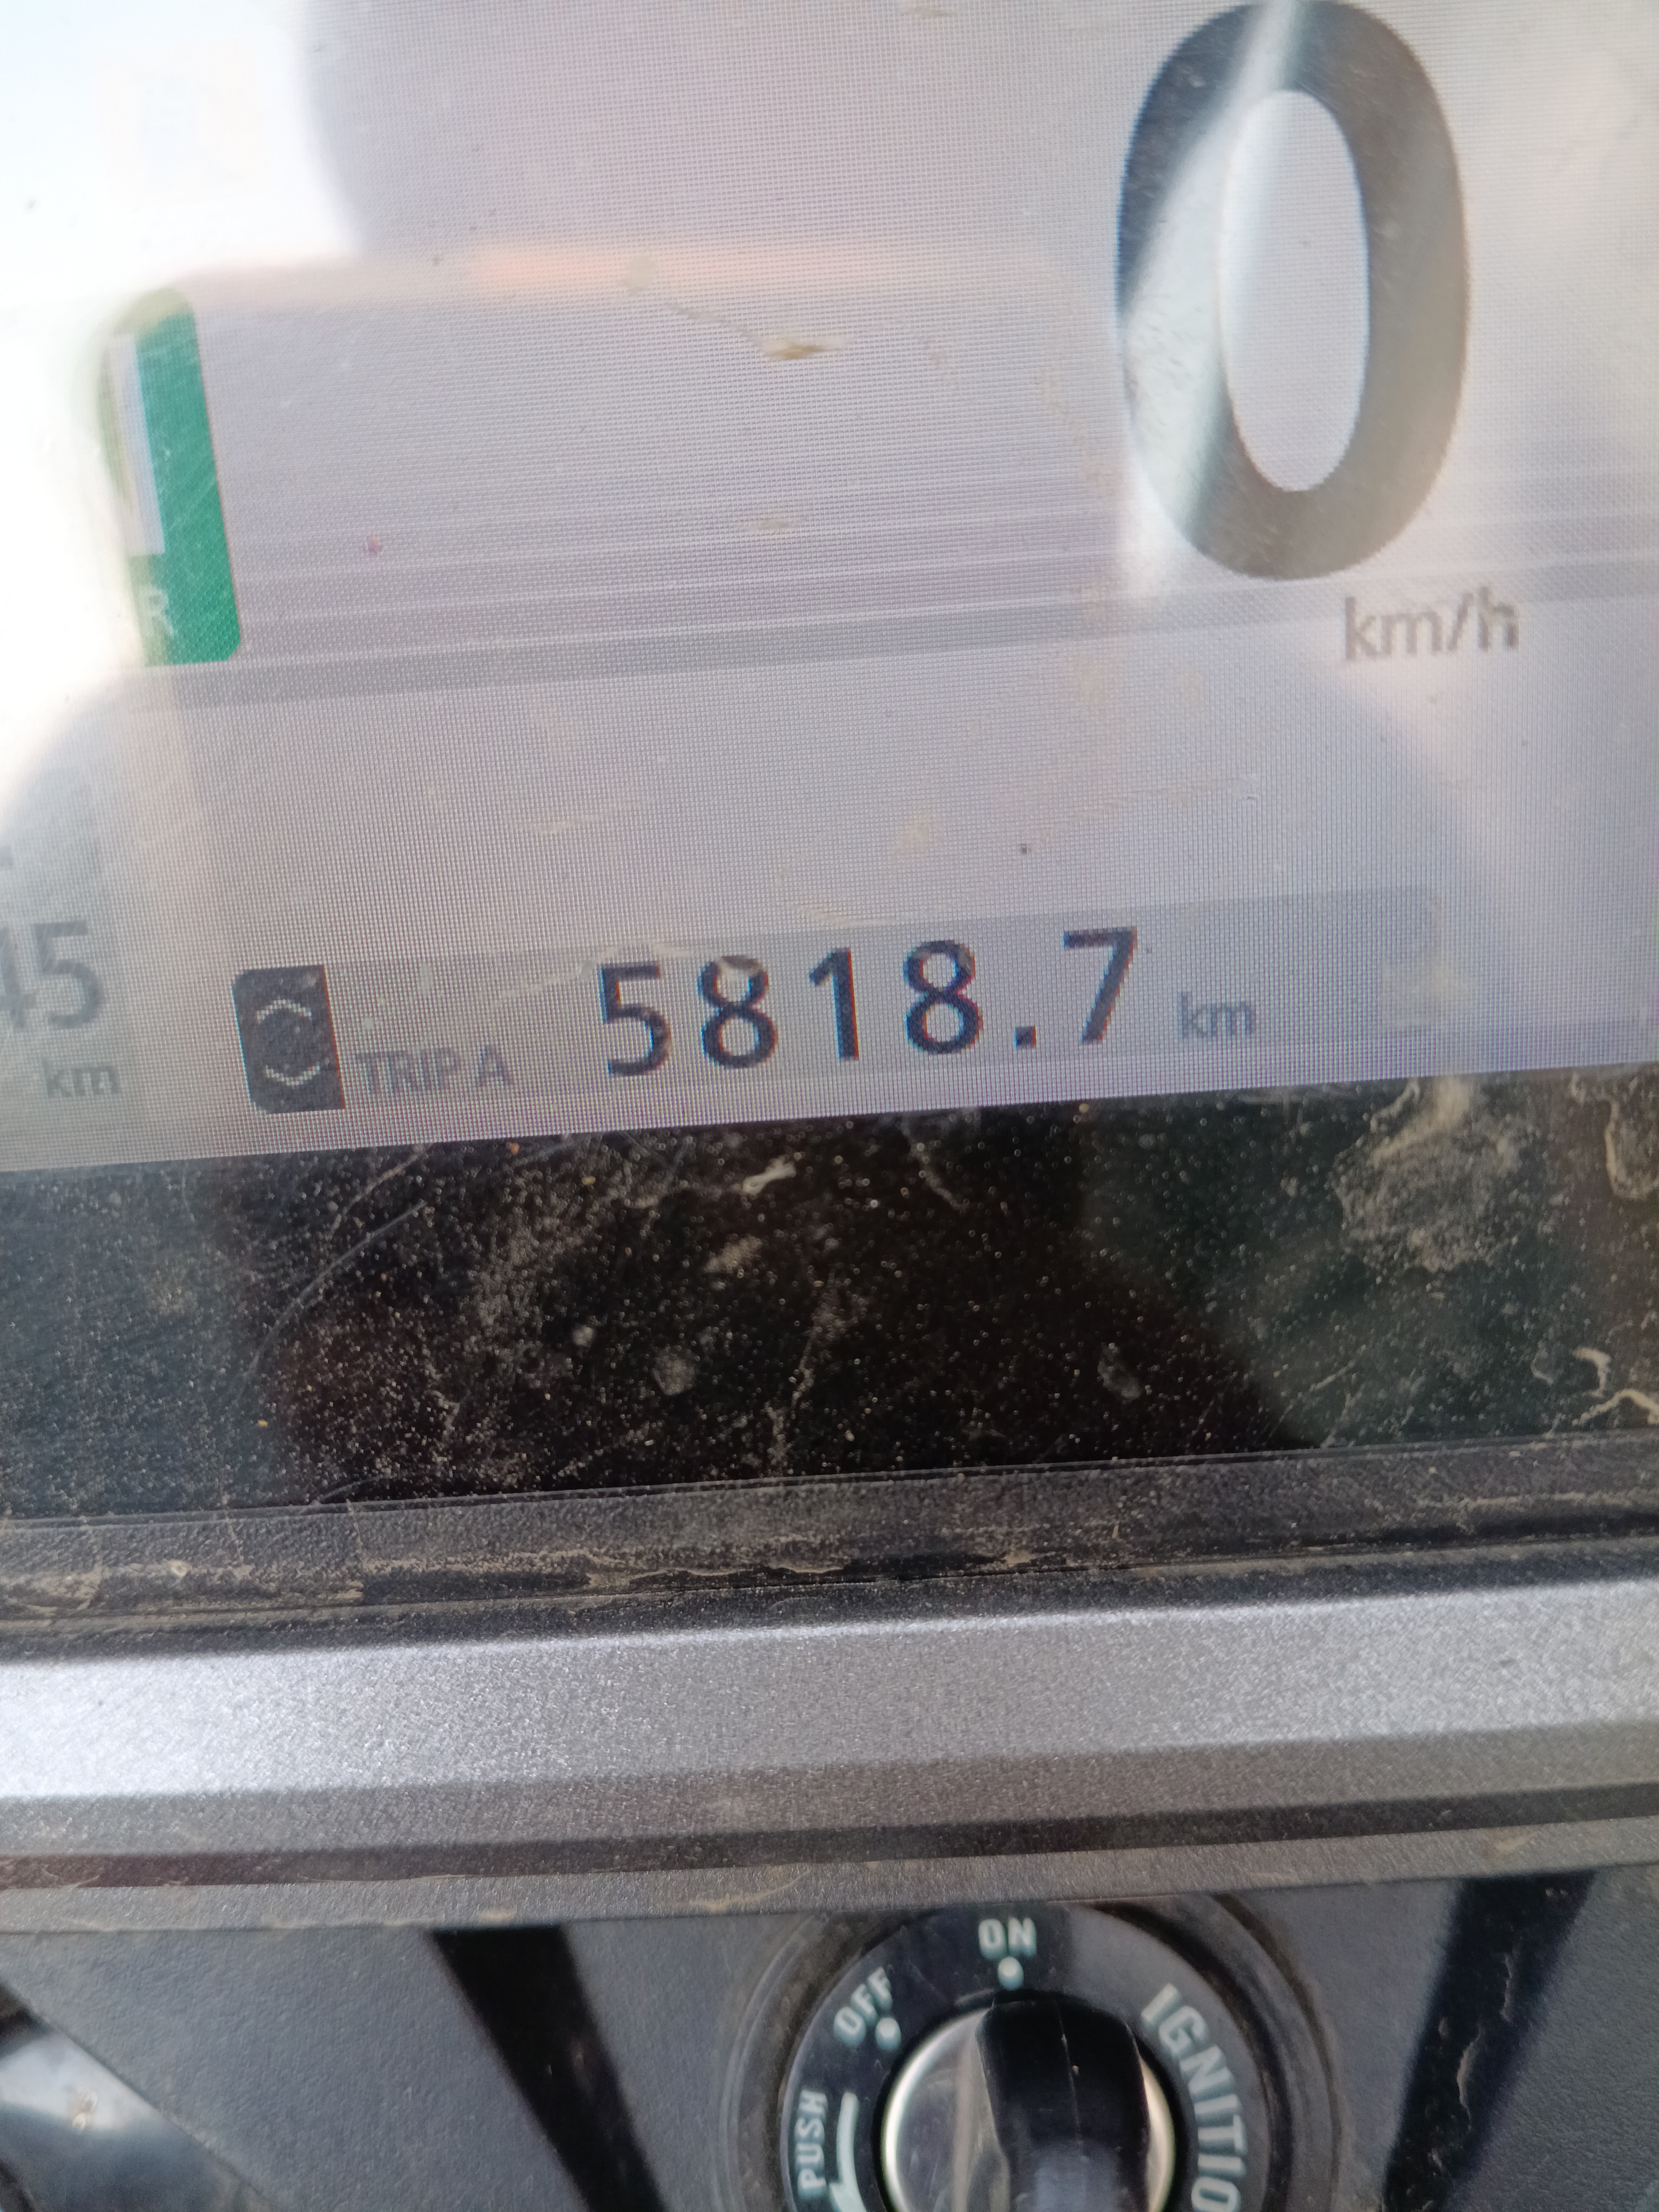 0
km/h
R
45
km
TRIP A 5818.7 km
ON
OFF
PUSH
IGNITIO